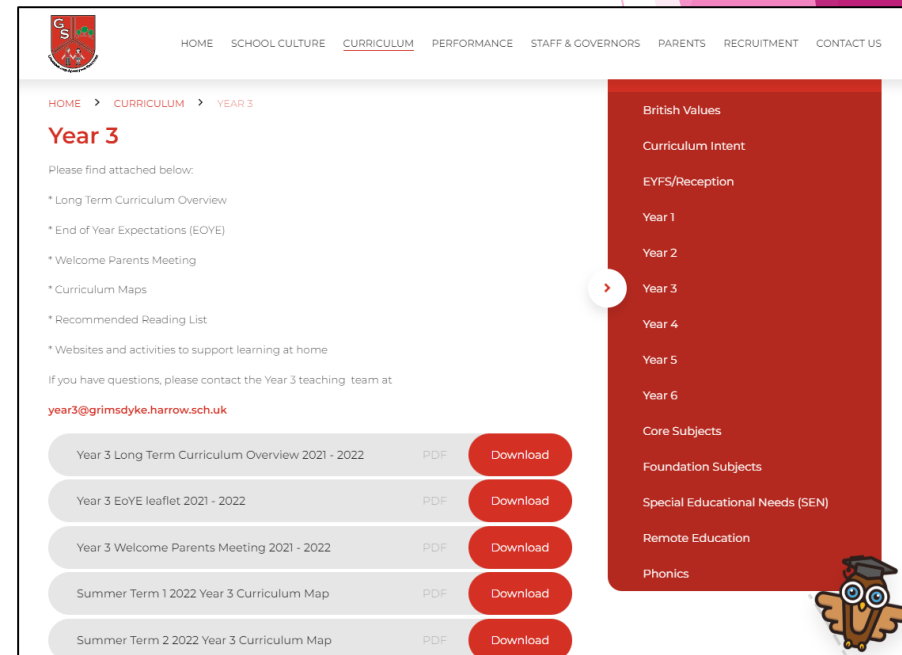 GS
HOME SCHOOL CULTURE CURRICULUM PERFORMANCE STAFF & GOVERNORS PARENTS RECRUITMENT CONTACT US
HOME > CURRICULUM > YEAR 3
Year 3
Please find attached below:
* Long Term Curriculum Overview
* End of Year Expectations (EOYE)
* Welcome Parents Meeting
* Curriculum Maps
* Recommended Reading List
* Websites and activities to support learning at home
If you have questions, please contact the Year 3 teaching team at
year3@grimsdyke.harrow.sch.uk
Year 3 Long Term Curriculum Overview 2021 - 2022 PDF Download
Year 3 EoYE leaflet 2021 - 2022 PDF Download
Year 3 Welcome Parents Meeting 2021 - 2022 PDF Download
Summer Term 1 2022 Year 3 Curriculum Map PDF Download
Summer Term 2 2022 Year 3 Curriculum Map PDF Download
British Values
Curriculum Intent
EYFS/Reception
Year 1
Year 2
Year 3
Year 4
Year 5
Year 6
Core Subjects
Foundation Subjects
Special Educational Needs (SEN)
Remote Education
Phonics